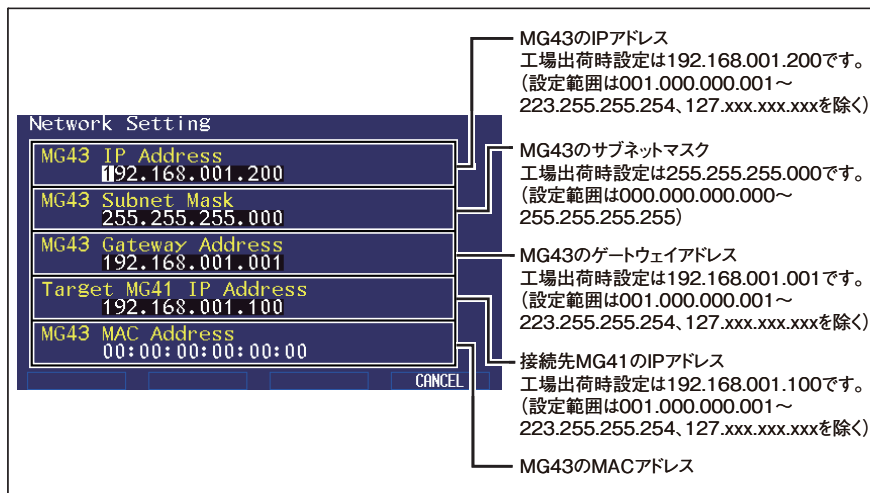 Network Setting
MG43 IP Address
192.168.001.200
MG43 Subnet Mask
255.255.255.000
MG43 Gateway Address
192.168.001.001
Target MG41 IP Address
192.168.001.100
MG43 MAC Address
00:00:00:00:00:00
CANCEL
MG43のIPアドレス
工場出荷時設定は192.168.001.200です。
(設定範囲は001.000.000.001〜
223.255.255.254、127.xxx.xxx.xxxを除く)
MG43のサブネットマスク
工場出荷時設定は255.255.255.000です。
(設定範囲は000.000.000.000〜
255.255.255.255)
MG43のゲートウェイアドレス
工場出荷時設定は192.168.001.001です。
(設定範囲は001.000.000.001〜
223.255.255.254、127.xxx.xxx.xxxを除く)
接続先MG41のIPアドレス
工場出荷時設定は192.168.001.100です。
(設定範囲は001.000.000.001〜
223.255.255.254、127.xxx.xxx.xxxを除く)
MG43のMACアドレス